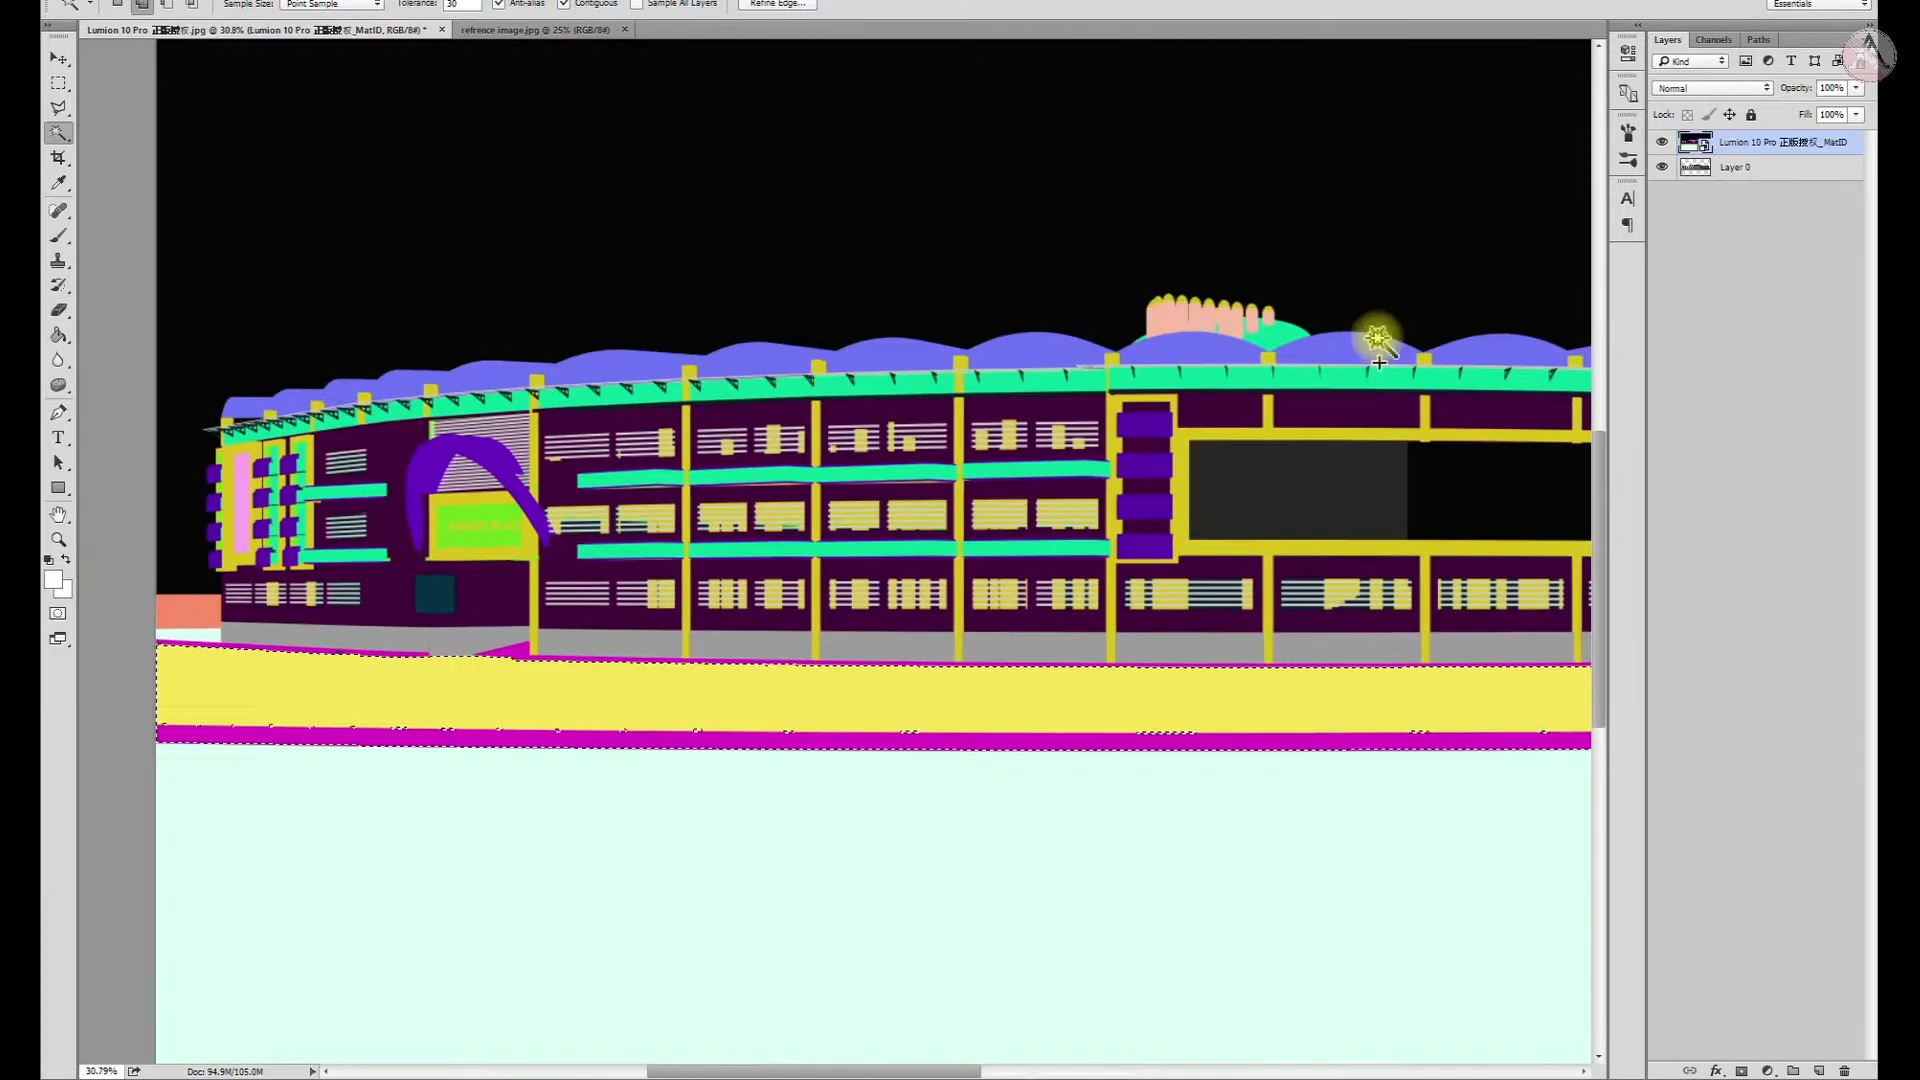 Sample Size: Point Sample Tolerance: 30 Anti-alias Contiguous Sample All Layers Refine Edge... Essentials
Lumion 10 Pro 正版授权.jpg @ 30.8% (Lumion 10 Pro 正版授权_MatID, RGB/8#) * × refrence image.jpg @ 25% (RGB/8#) ×
Layers Channels Paths
Kind
Normal Opacity: 100%
Lock: Fill: 100%
Lumion 10 Pro 正版授权_MatID
Layer 0
30.79% Doc: 94.9M/105.0M